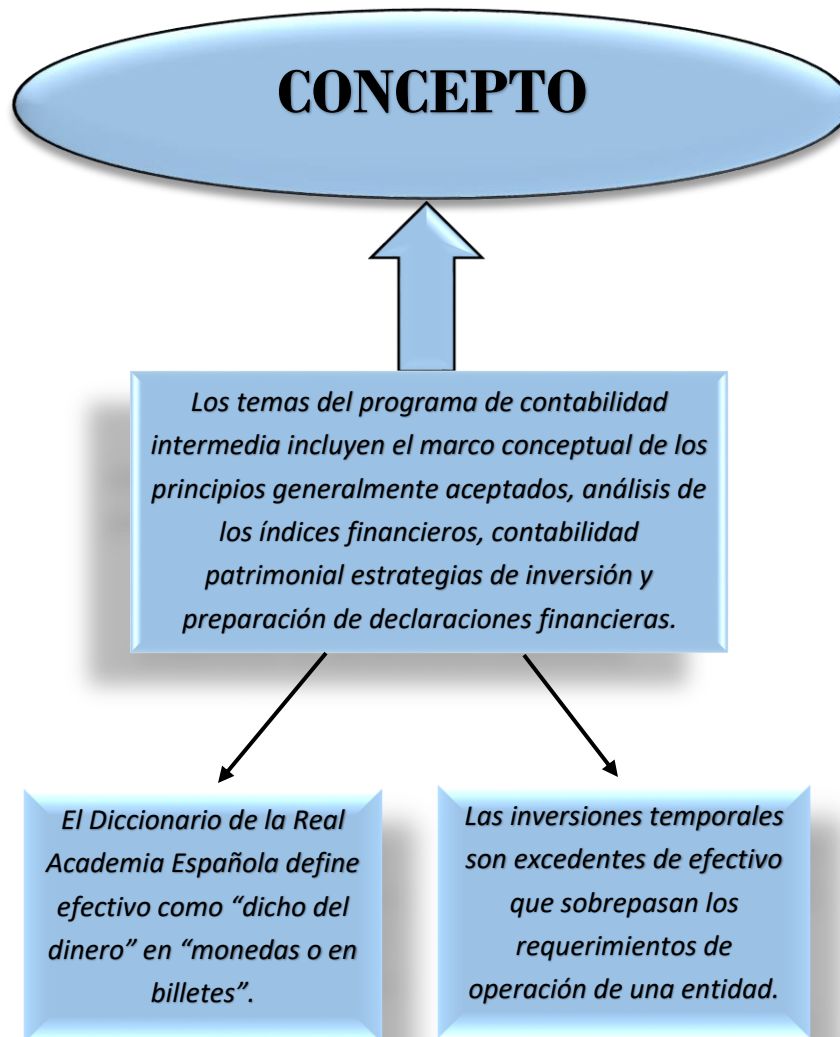 CONCEPTO
Los temas del programa de contabilidad
intermedia incluyen el marco conceptual de los
principios generalmente aceptados, análisis de
los índices financieros, contabilidad
patrimonial estrategias de inversión y
preparación de declaraciones financieras.
El Diccionario de la Real
Academia Española define
efectivo como “dicho del
dinero” en “monedas o en
billetes”.
Las inversiones temporales
son excedentes de efectivo
que sobrepasan los
requerimientos de
operación de una entidad.